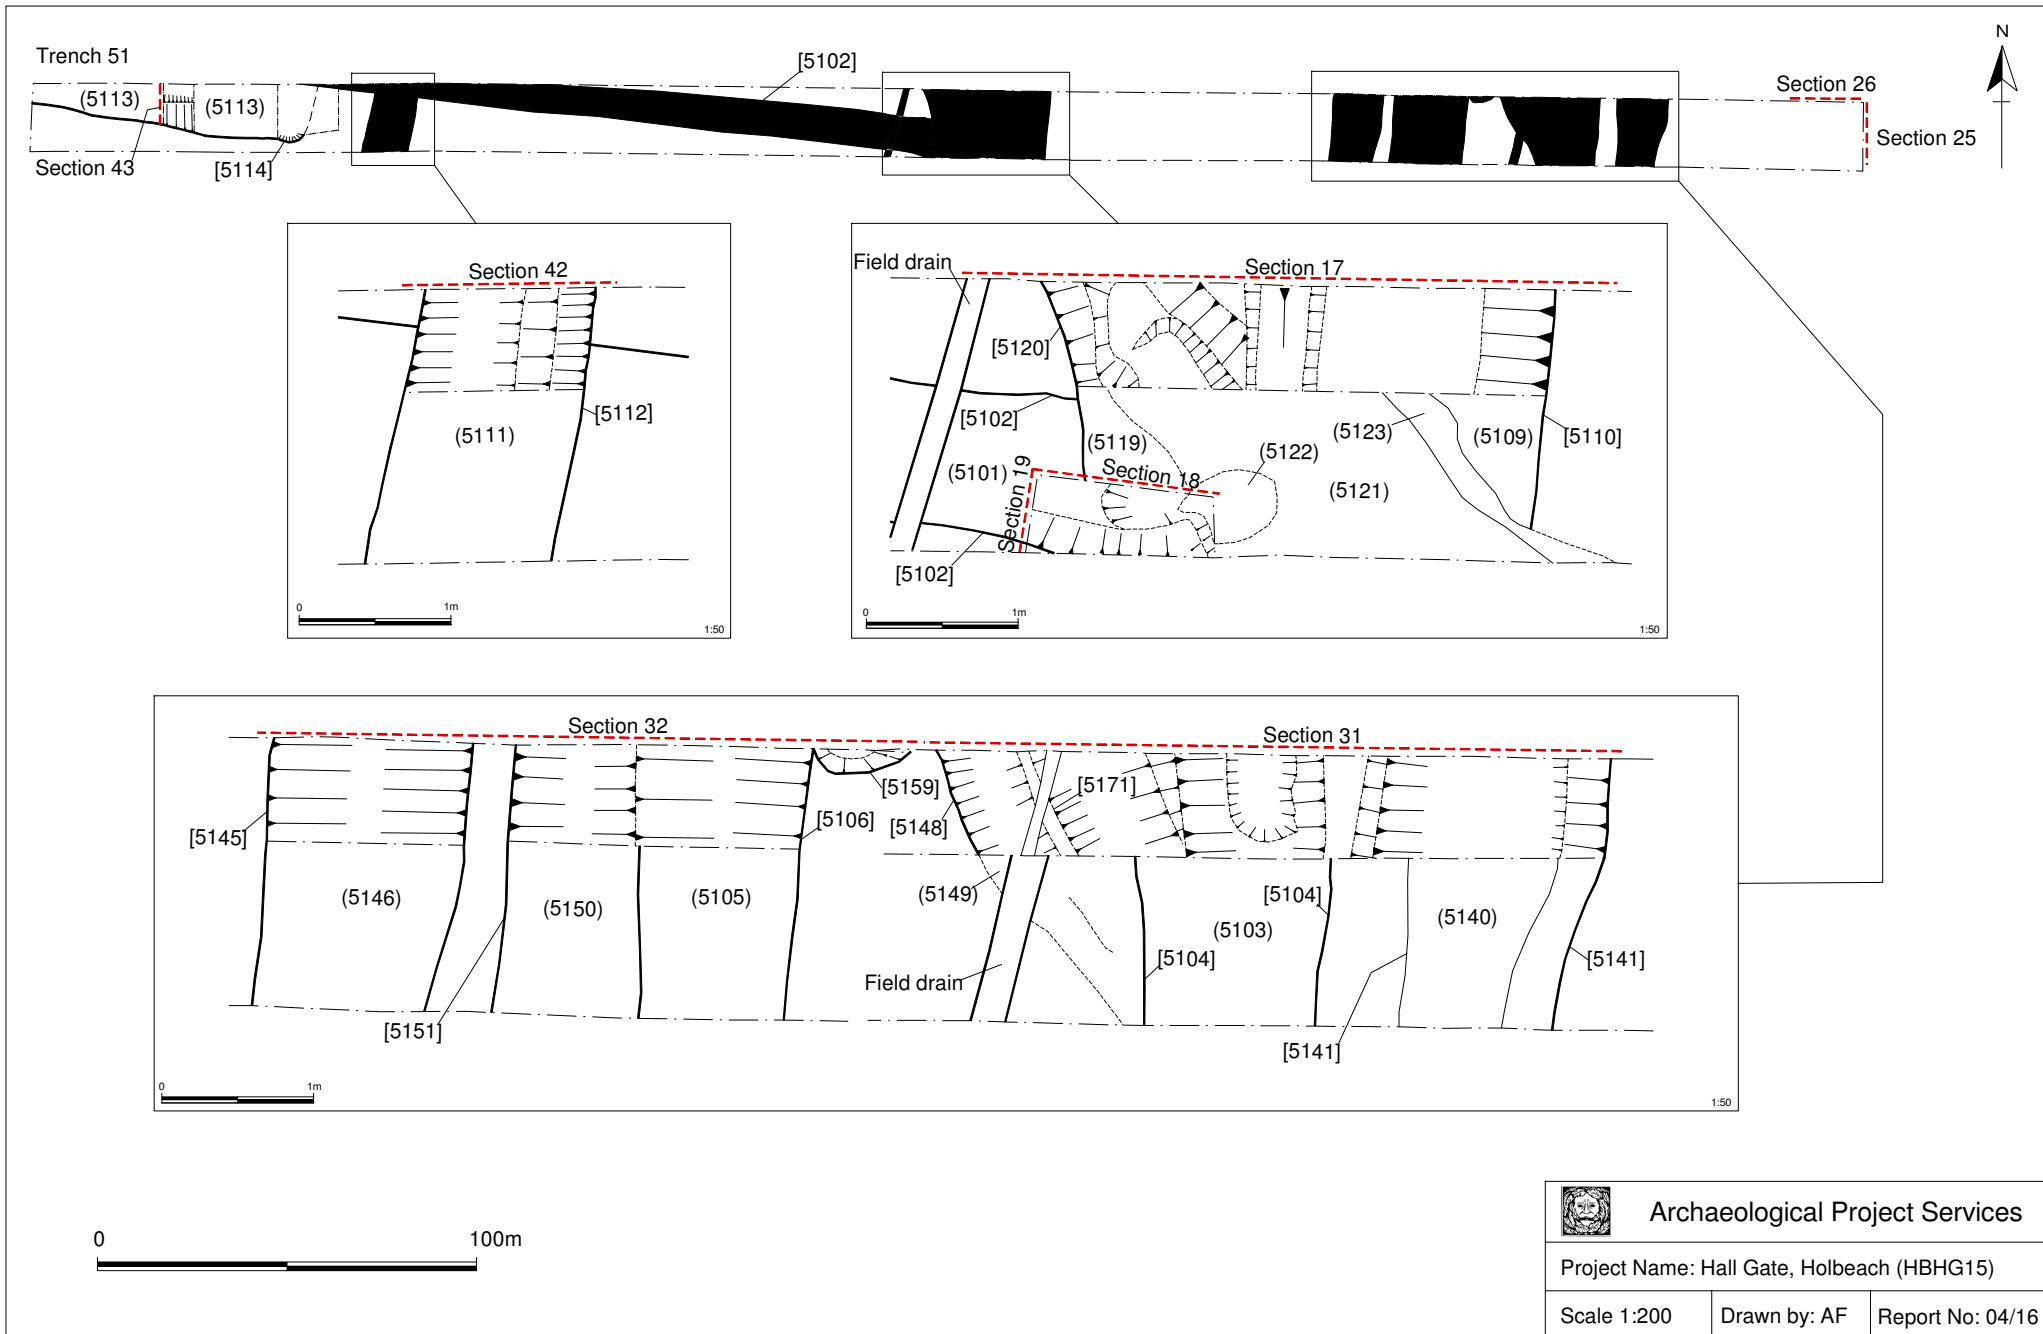 Trench 51
(5113)
(5113)
Section 43
[5114]
[5102]
Section 26
Section 25
N
Section 42
(5111)
[5112]
0
1m
1:50
Field drain
Section 17
[5120]
[5102]
(5101)
(5119)
Section 18
Section 19
(5122)
(5123)
(5121)
(5109)
[5110]
[5102]
0
1m
1:50
Section 32
Section 31
[5145]
(5146)
[5151]
(5150)
(5105)
[5106]
[5159]
[5148]
[5171]
(5149)
Field drain
[5104]
(5103)
[5104]
(5140)
[5141]
[5141]
0
1m
1:50
0
100m
Archaeological Project Services
Project Name: Hall Gate, Holbeach (HBHG15)
Scale 1:200
Drawn by: AF
Report No: 04/16